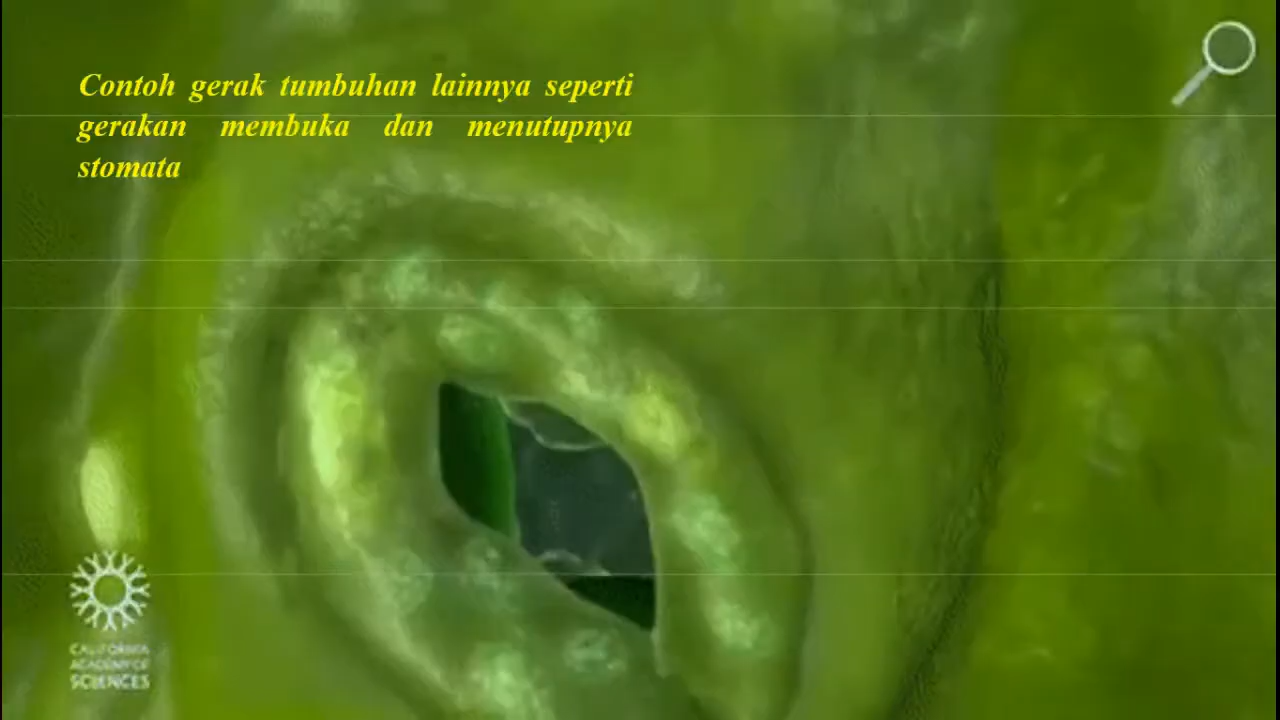 Contoh gerak tumbuhan lainnya seperti
gerakan membuka dan menutupnya
stomata
CALIFORNIA
ACADEMY OF
SCIENCES